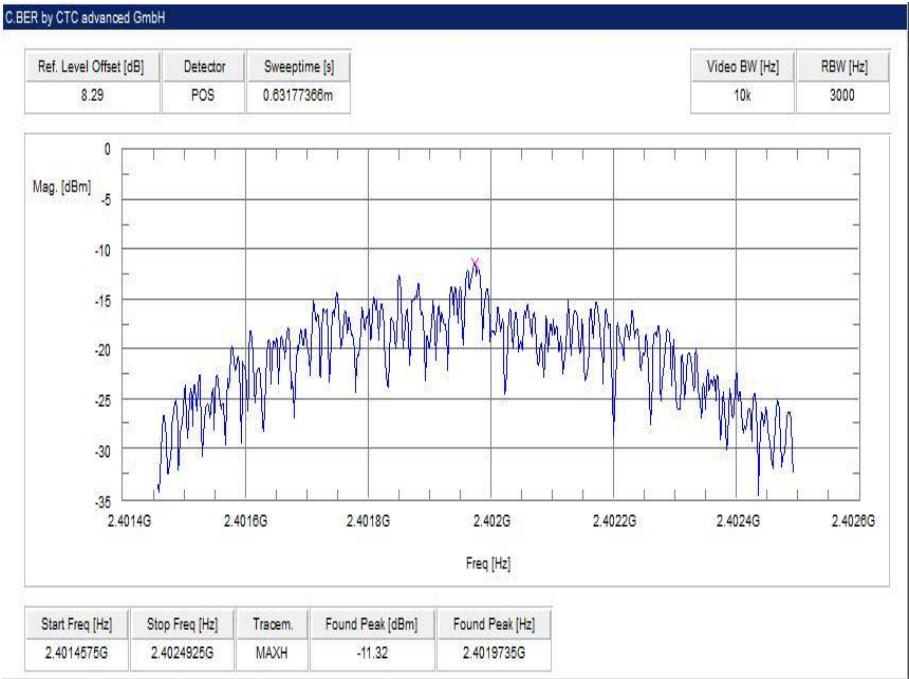 C.BER by CTC advanced GmbH
Ref. Level Offset [dB] Detector Sweeptime [s] Video BW [Hz] RBW [Hz]
8.29 POS 0.63177366m 10k 3000
Mag. [dBm]
0
-5
-10
-15
-20
-25
-30
-35
2.4014G 2.4016G 2.4018G 2.402G 2.4022G 2.4024G 2.4026G
Freq [Hz]
Start Freq [Hz] Stop Freq [Hz] Tracem. Found Peak [dBm] Found Peak [Hz]
2.4014575G 2.4024925G MAXH -11.32 2.4019735G